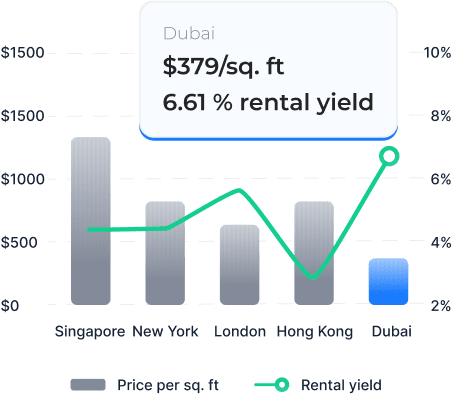 Dubai
$379/sq. ft
6.61 % rental yield
$1500 10%
$1500 8%
$1000 6%
$500 4%
$0 2%
Singapore New York London Hong Kong Dubai
Price per sq. ft Rental yield